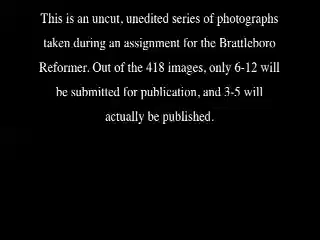 This is an uncut, unedited series of photographs
taken during an assignment for the Brattleboro
Reformer. Out of the 418 images, only 6-12 will
be submitted for publication, and 3-5 will
actually be published.